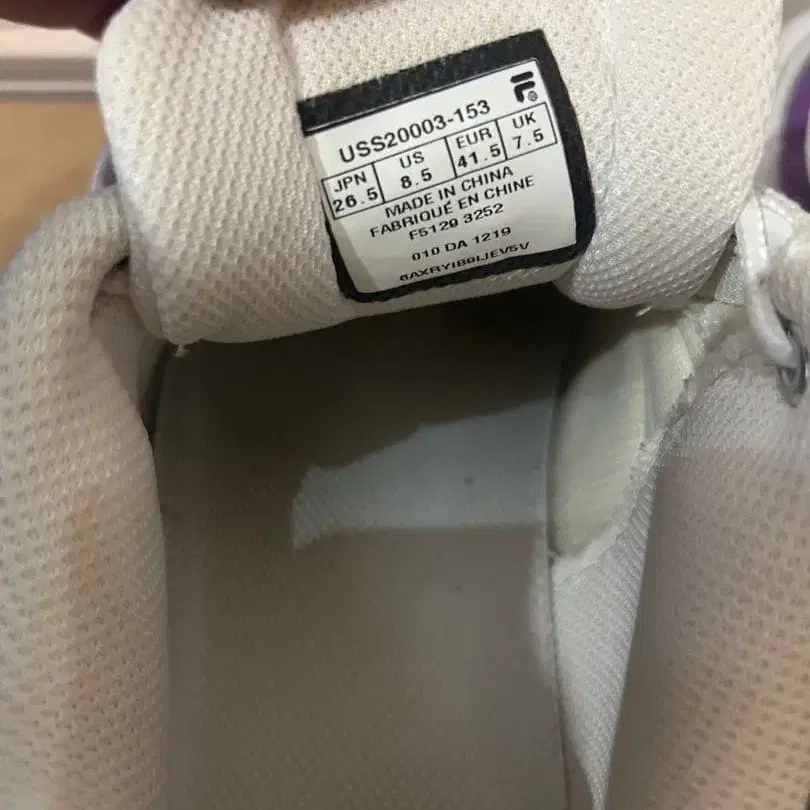 USS20003-153
JPN US EUR UK
26.5 8.5 41.5 7.5
MADE IN CHINA
FABRIQUÉ EN CHINE
F5129 3252
010 DA 1219